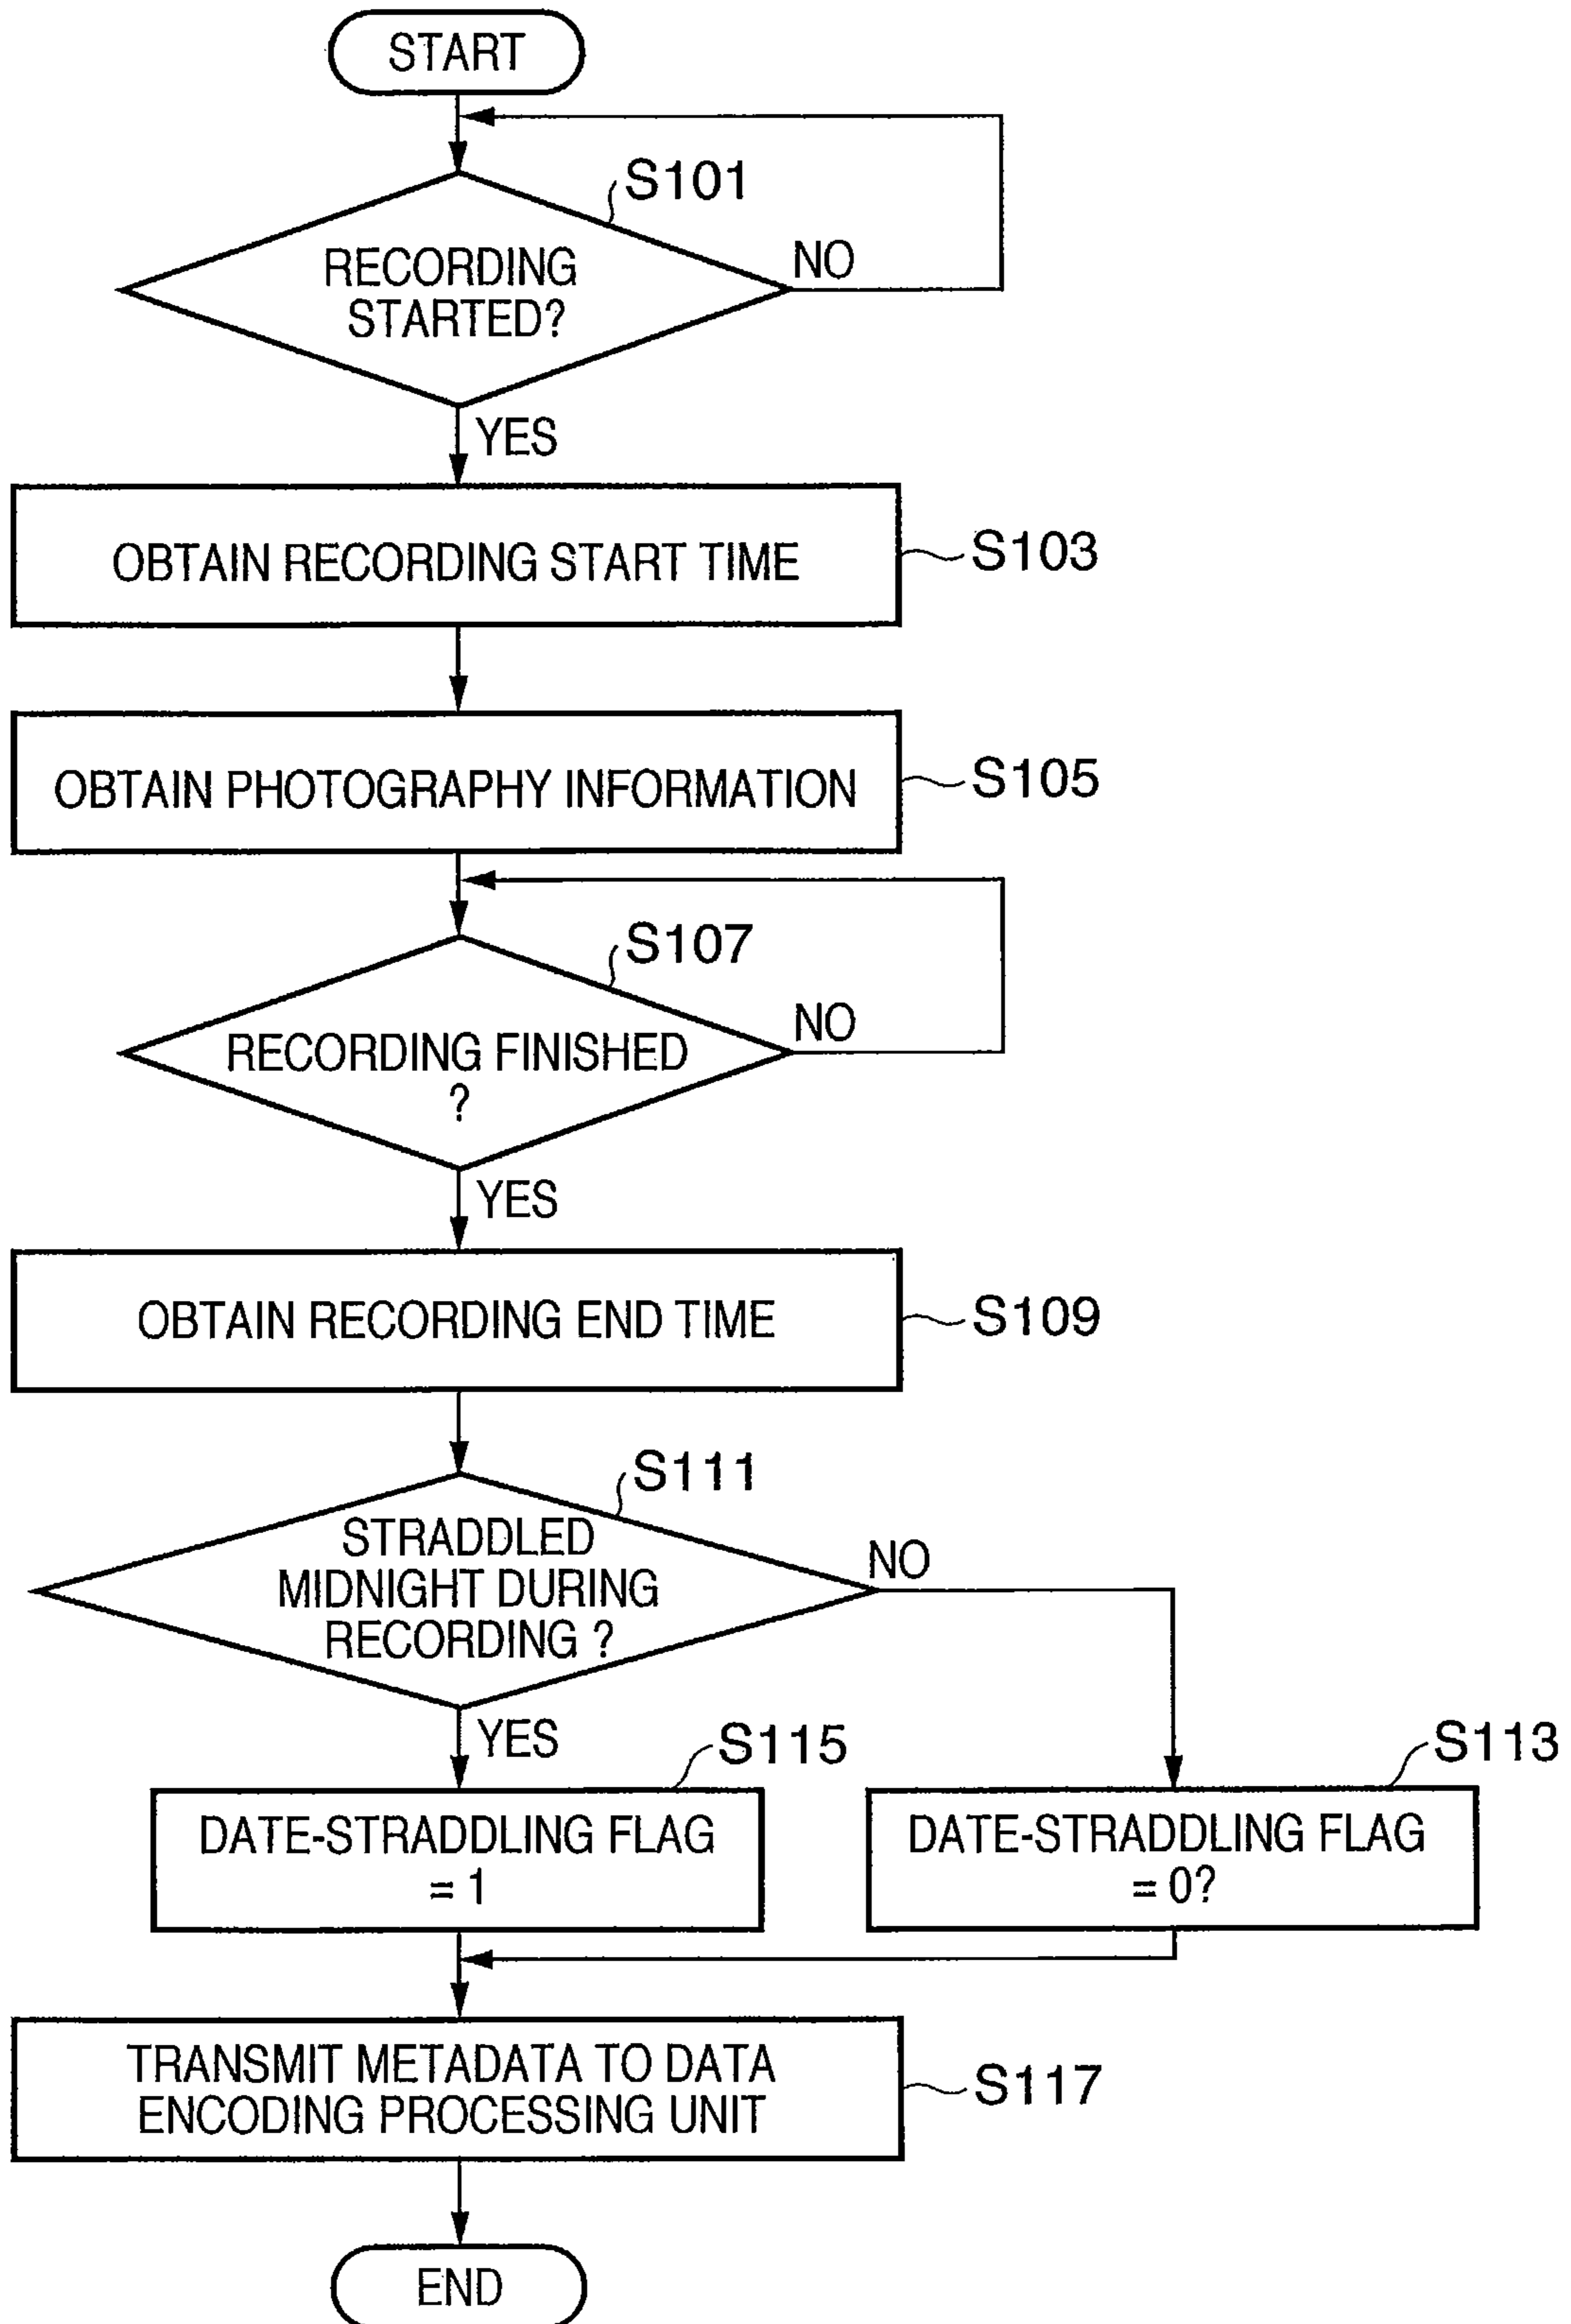 START
S101
RECORDING
STARTED?
NO
YES
OBTAIN RECORDING START TIME
S103
OBTAIN PHOTOGRAPHY INFORMATION
S105
S107
RECORDING FINISHED
?
NO
YES
OBTAIN RECORDING END TIME
S109
S111
STRADDLED
MIDNIGHT DURING
RECORDING ?
NO
YES
S115
DATE-STRADDLING FLAG
= 1
S113
DATE-STRADDLING FLAG
= 0?
TRANSMIT METADATA TO DATA
ENCODING PROCESSING UNIT
S117
END